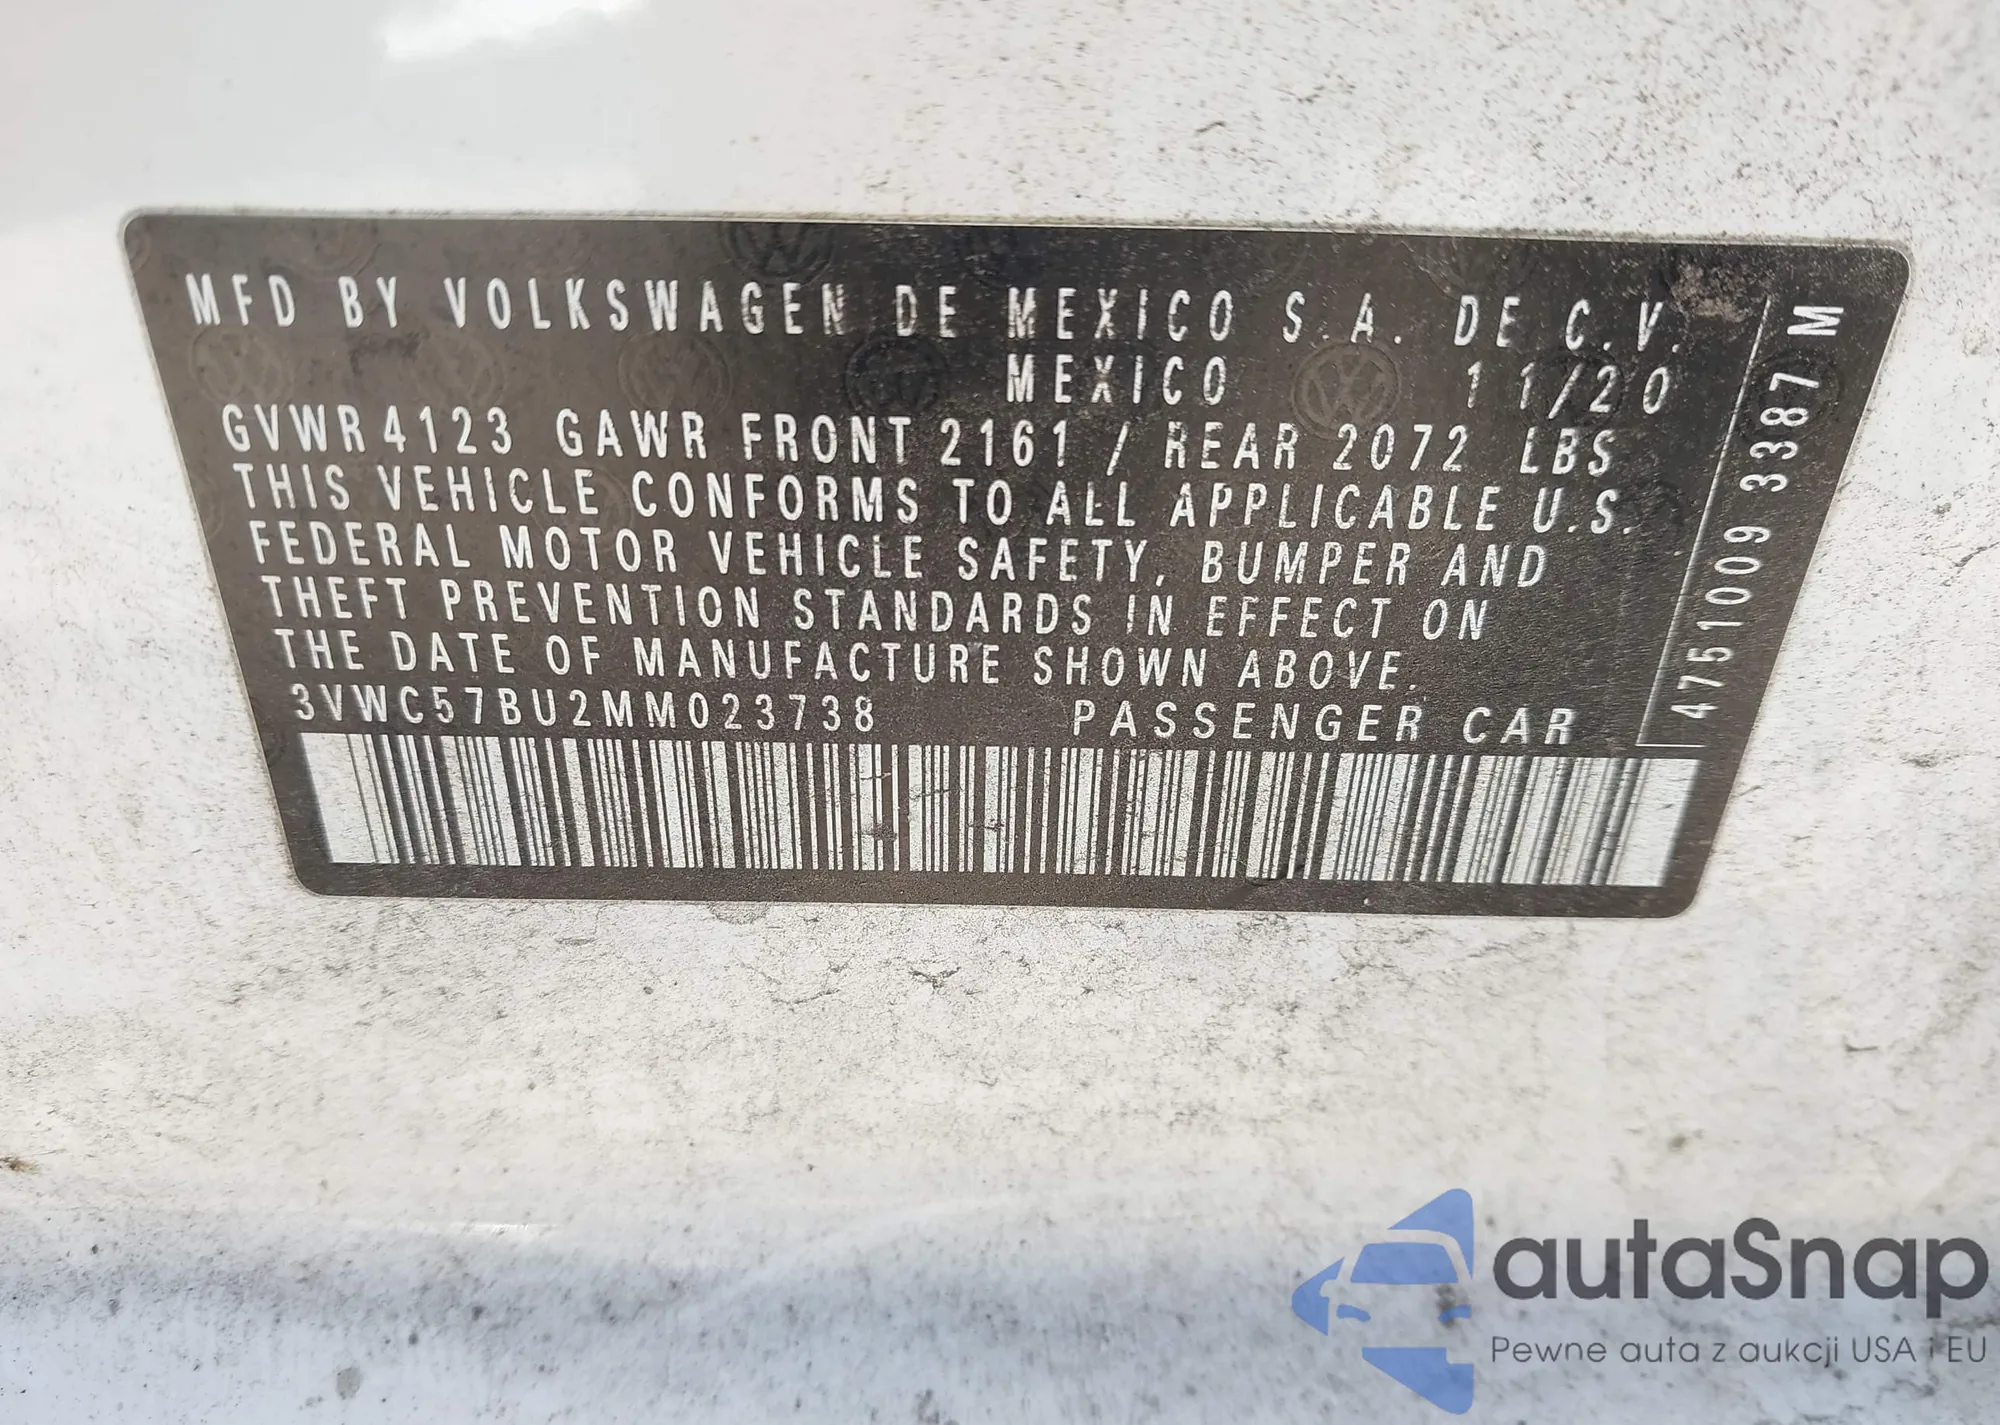 MFD BY VOLKSWAGEN DE MEXICO S.A. DE C.V.
MEXICO 11/20
GVWR 4123 GAWR FRONT 2161 / REAR 2072 LBS
THIS VEHICLE CONFORMS TO ALL APPLICABLE U.S.
FEDERAL MOTOR VEHICLE SAFETY, BUMPER AND
THEFT PREVENTION STANDARDS IN EFFECT ON
THE DATE OF MANUFACTURE SHOWN ABOVE.
3VWC57BU2MM023738 PASSENGER CAR
4751009 3387 M
autaSnap
Pewne auta z aukcji USA i EU